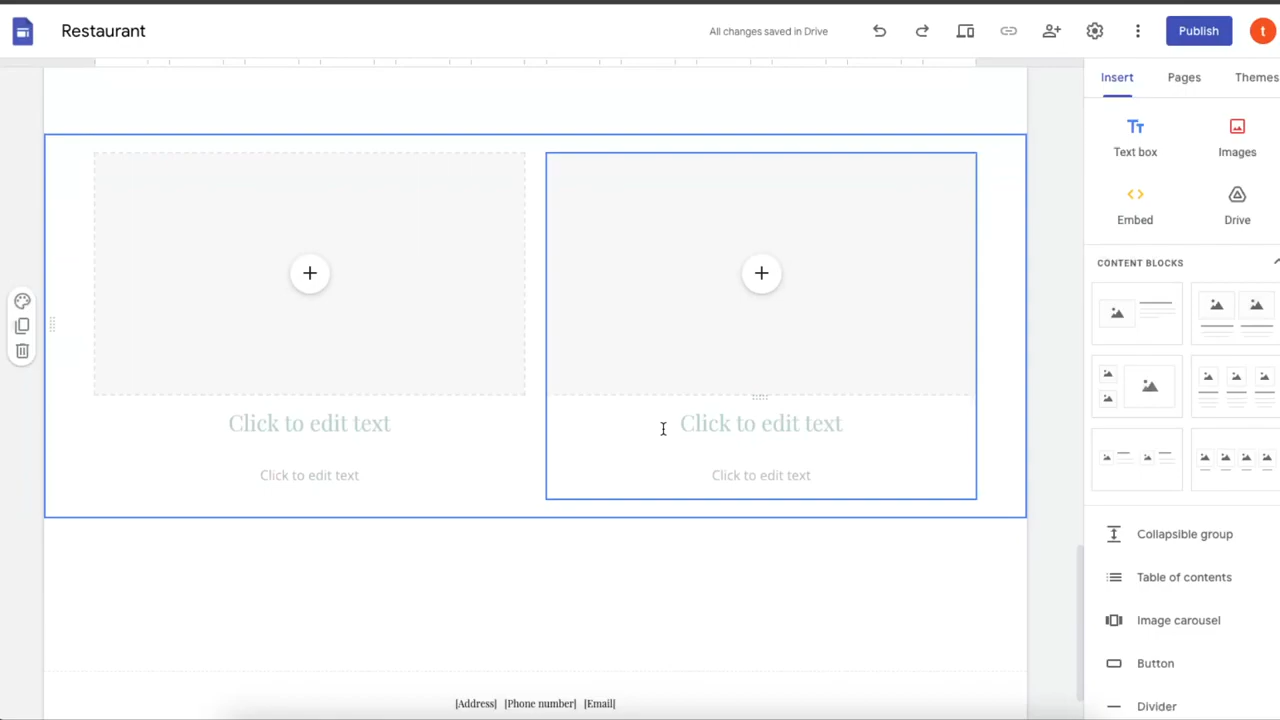 Restaurant
All changes saved in Drive
Publish
t
Insert
Pages
Themes
Tt
Text box
Images
Embed
Drive
CONTENT BLOCKS
Click to edit text
Click to edit text
Click to edit text
Click to edit text
Collapsible group
Table of contents
Image carousel
Button
Divider
|Address| |Phone number| |Email|